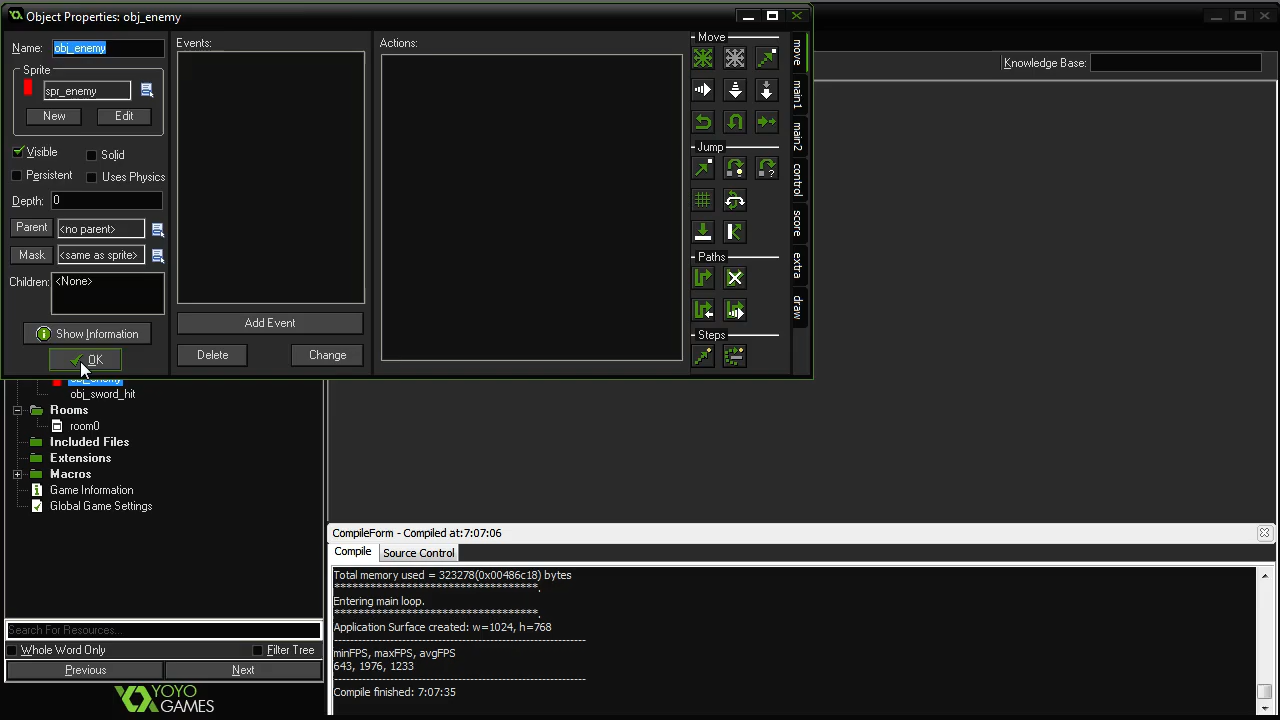 Object Properties: obj_enemy
Name: obj_enemy
Sprite
spr_enemy
New Edit
Visible Solid
Persistent Uses Physics
Depth: 0
Parent <no parent>
Mask <same as sprite>
Children: <None>
Show Information
OK
Events:
Add Event
Delete Change
Actions:
Move
Jump
Paths
Steps
move
main1
main2
control
score
extra
draw
Knowledge Base:
obj_enemy
obj_sword_hit
Rooms
room0
Included Files
Extensions
Macros
Game Information
Global Game Settings
Search For Resources...
Whole Word Only Filter Tree
Previous Next
YOYO
GAMES
CompileForm - Compiled at:7:07:06
Compile Source Control
Total memory used = 323278(0x00486c18) bytes
***********************************.
Entering main loop.
***********************************.
Application Surface created: w=1024, h=768
---------------------------------------------------------------
minFPS, maxFPS, avgFPS
643, 1976, 1233
---------------------------------------------------------------
Compile finished: 7:07:35